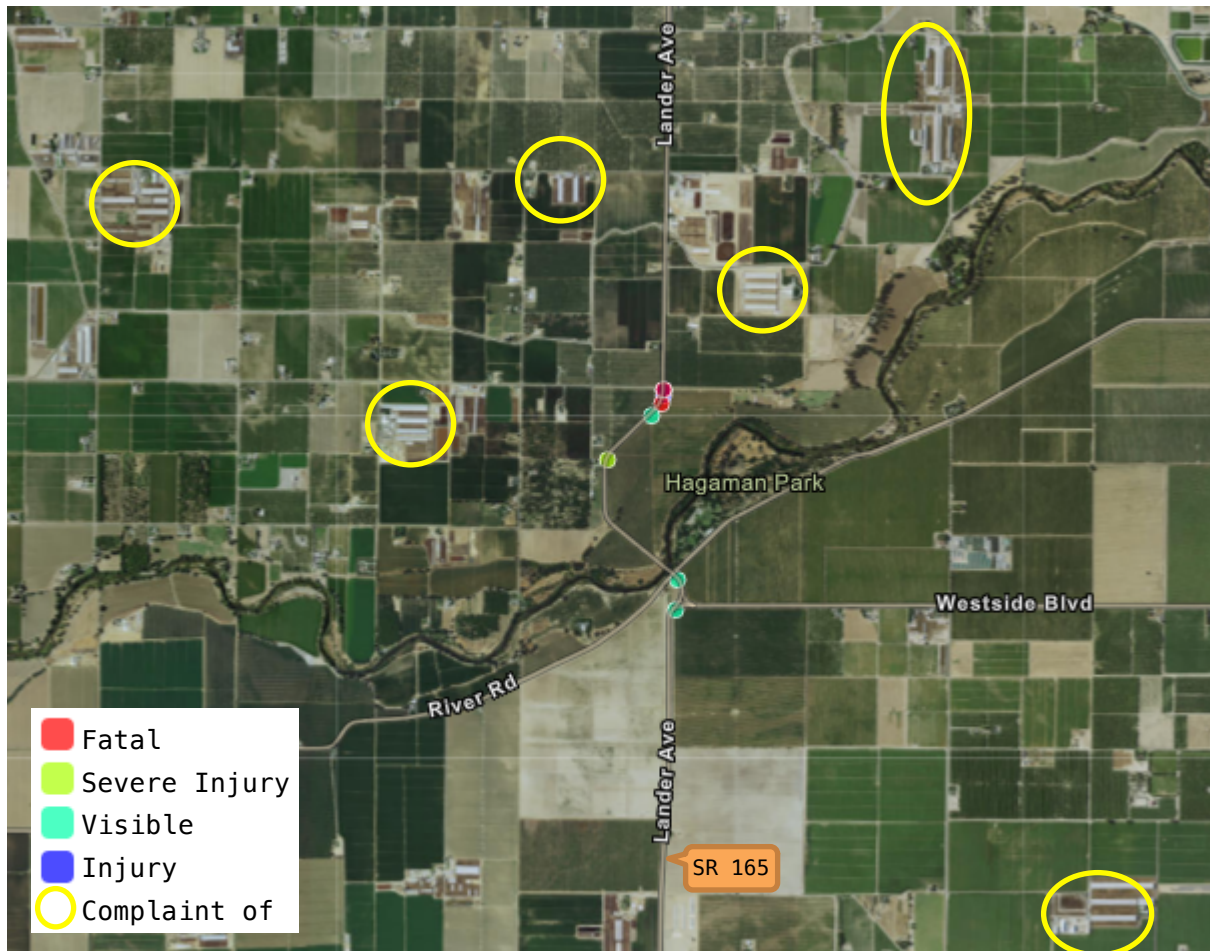 Lander Ave
Hagaman Park
Westside Blvd
River Rd
Lander Ave
SR 165
Fatal
Severe Injury
Visible
Injury
Complaint of